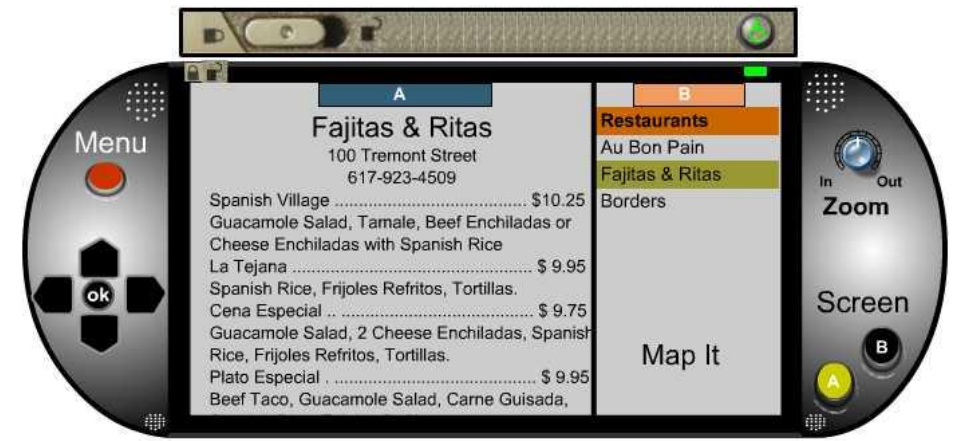 Menu
ok
A
Fajitas & Ritas
100 Tremont Street
617-923-4509
Spanish Village ................................. $10.25
Guacamole Salad, Tamale, Beef Enchiladas or
Cheese Enchiladas with Spanish Rice
La Tejana ......................................... $ 9.95
Spanish Rice, Frijoles Refritos, Tortillas.
Cena Especial .. ................................. $ 9.75
Guacamole Salad, 2 Cheese Enchiladas, Spanish
Rice, Frijoles Refritos, Tortillas.
Plato Especial . ................................... $ 9.95
Beef Taco, Guacamole Salad, Carne Guisada,
B
Restaurants
Au Bon Pain
Fajitas & Ritas
Borders
Map It
In Out
Zoom
Screen
B
A